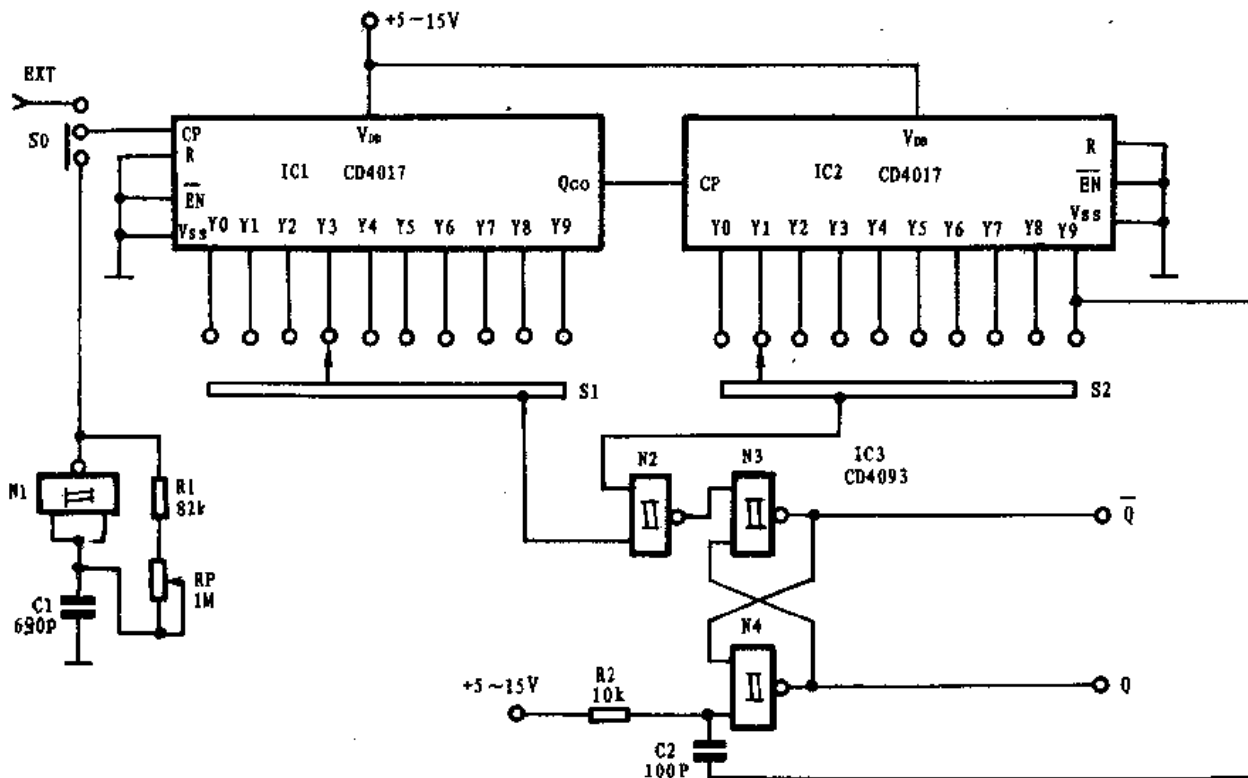 +5~15V
EXT
S0
CP
R
EN
Vss
VDD
IC1 CD4017
QCO
Y0 Y1 Y2 Y3 Y4 Y5 Y6 Y7 Y8 Y9
CP
VDD
IC2 CD4017
R
EN
Vss
Y0 Y1 Y2 Y3 Y4 Y5 Y6 Y7 Y8 Y9
S1
S2
N1
R1
82k
RP
1M
C1
690P
N2
N3
IC3
CD4093
Q̅
N4
+5~15V
R2
10k
Q
C2
100P